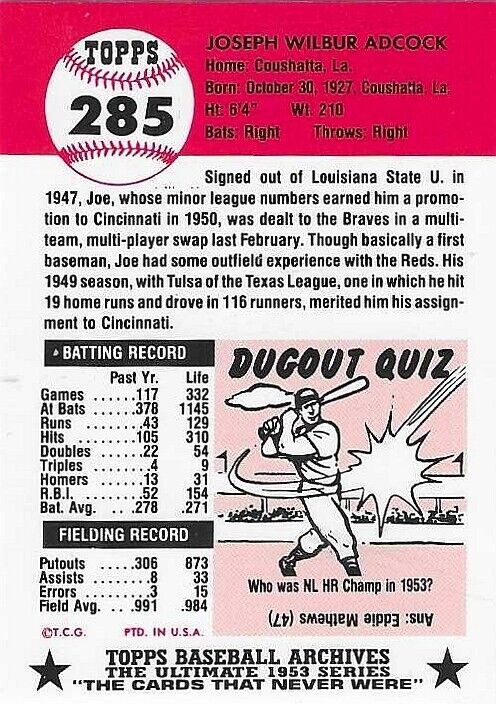 TOPPS
285
JOSEPH WILBUR ADCOCK
Home: Coushatta, La.
Born: October 30, 1927, Coushatta, La.
Ht: 6'4" Wt. 210
Bats: Right Throws: Right
Signed out of Louisiana State U. in
1947, Joe, whose minor league numbers earned him a promo-
tion to Cincinnati in 1950, was dealt to the Braves in a multi-
team, multi-player swap last February. Though basically a first
baseman, Joe had some outfield experience with the Reds. His
1949 season, with Tulsa of the Texas League, one in which he hit
19 home runs and drove in 116 runners, merited him his assign-
ment to Cincinnati.
BATTING RECORD
Past Yr. Life
Games ......117 332
At Bats .....378 1145
Runs .......43 129
Hits .......105 310
Doubles .....22 54
Triples ......4 9
Homers .....13 31
R.B.I. .......52 154
Bat. Avg. ...278 .271
FIELDING RECORD
Putouts ....306 873
Assists ......8 33
Errors .......3 15
Field Avg. ...991 .984
©T.C.G. PTD. IN U.S.A.
DUGOUT QUIZ
Who was NL HR Champ in 1953?
Ans: Eddie Mathews (47)
TOPPS BASEBALL ARCHIVES
THE ULTIMATE 1953 SERIES
"THE CARDS THAT NEVER WERE"